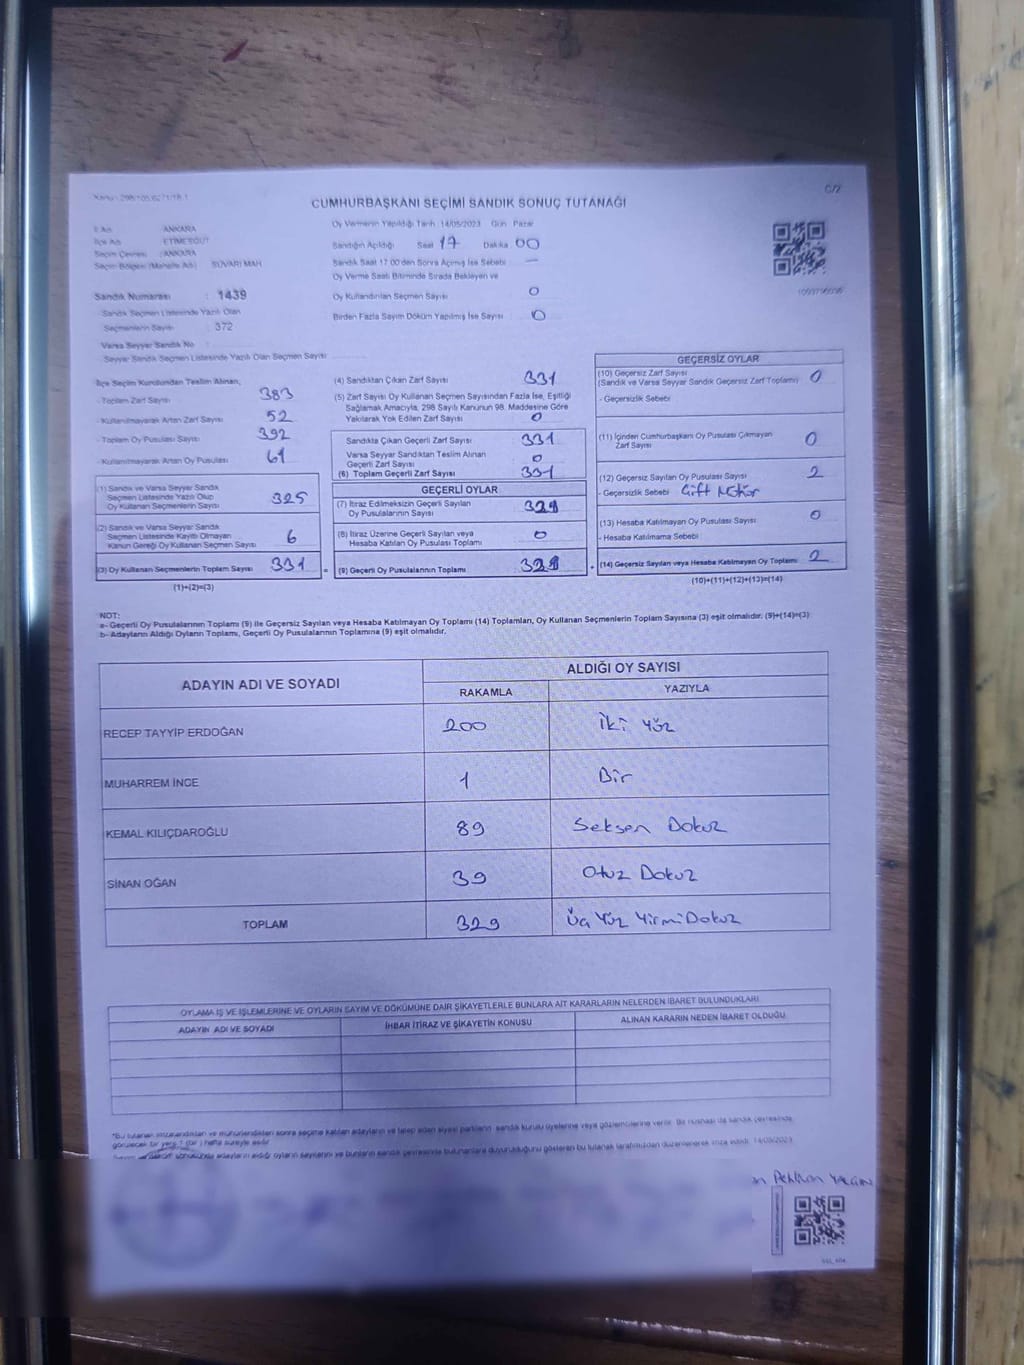 C/2
CUMHURBAŞKANI SEÇİMİ SANDIK SONUÇ TUTANAĞI
İl Adı : ANKARA
İlçe Adı : ETİMESGUT
Seçim Çevresi : ANKARA
Seçim Bölgesi (Mahalle Adı) : SÜVARİ MAH
Sandık Numarası : 1439
Sandık Seçmen Listesinde Yazılı Olan
Seçmenlerin Sayısı : 372
Varsa Seyyar Sandık No :
- Seyyar Sandık Seçmen Listesinde Yazılı Olan Seçmen Sayısı
Oy Vermenin Yapıldığı Tarih 14/05/2023 Gün Pazar
Sandığın Açıldığı Saat 17 Dakika 00
Sandık Saat 17.00'den Sonra Açılmış İse Sebebi —
Oy Verme Saati Bitiminde Sırada Bekleyen ve
Oy Kullandırılan Seçmen Sayısı 0
Birden Fazla Sayım Döküm Yapılmış İse Sayısı 0
İlçe Seçim Kurulundan Teslim Alınan;
- Toplam Zarf Sayısı 383
- Kullanılmayarak Artan Zarf Sayısı 52
- Toplam Oy Pusulası Sayısı 392
- Kullanılmayarak Artan Oy Pusulası 61
(1) Sandık ve Varsa Seyyar Sandık
Seçmen Listesinde Yazılı Olup
Oy Kullanan Seçmenlerin Sayısı 325
(2) Sandık ve Varsa Seyyar Sandık
Seçmen Listesinde Kayıtlı Olmayan
Kanun Gereği Oy Kullanan Seçmen Sayısı 6
(3) Oy Kullanan Seçmenlerin Toplam Sayısı 331 =
(1)+(2)=(3)
(4) Sandıktan Çıkan Zarf Sayısı 331
(5) Zarf Sayısı Oy Kullanan Seçmen Sayısından Fazla İse, Eşitliği
Sağlamak Amacıyla, 298 Sayılı Kanunun 98. Maddesine Göre
Yakılarak Yok Edilen Zarf Sayısı 0
Sandıkta Çıkan Geçerli Zarf Sayısı 331
Varsa Seyyar Sandıktan Teslim Alınan
Geçerli Zarf Sayısı 0
(6) Toplam Geçerli Zarf Sayısı 331
GEÇERLİ OYLAR
(7) İtiraz Edilmeksizin Geçerli Sayılan
Oy Pusulalarının Sayısı 329
(8) İtiraz Üzerine Geçerli Sayılan veya
Hesaba Katılan Oy Pusulası Toplamı 0
(9) Geçerli Oy Pusulalarının Toplamı 329 +
GEÇERSİZ OYLAR
(10) Geçersiz Zarf Sayısı 0
(Sandık ve Varsa Seyyar Sandık Geçersiz Zarf Toplamı)
- Geçersizlik Sebebi
(11) İçinden Cumhurbaşkanı Oy Pusulası Çıkmayan
Zarf Sayısı 0
(12) Geçersiz Sayılan Oy Pusulası Sayısı 2
- Geçersizlik Sebebi Çift Mühür
(13) Hesaba Katılmayan Oy Pusulası Sayısı 0
- Hesaba Katılmama Sebebi
(14) Geçersiz Sayılan veya Hesaba Katılmayan Oy Toplamı 2
(10)+(11)+(12)+(13)=(14)
NOT:
a- Geçerli Oy Pusulalarının Toplamı (9) ile Geçersiz Sayılan veya Hesaba Katılmayan Oy Toplamı (14) Toplamları, Oy Kullanan Seçmenlerin Toplam Sayısına (3) eşit olmalıdır. (9)+(14)=(3)
b- Adayların Aldığı Oyların Toplamı, Geçerli Oy Pusulalarının Toplamına (9) eşit olmalıdır.
ADAYIN ADI VE SOYADI ALDIĞI OY SAYISI
RAKAMLA YAZIYLA
RECEP TAYYİP ERDOĞAN 200 İki Yüz
MUHARREM İNCE 1 Bir
KEMAL KILIÇDAROĞLU 89 Seksen Dokuz
SİNAN OĞAN 39 Otuz Dokuz
TOPLAM 329 Üç Yüz Yirmi Dokuz
OYLAMA İŞ VE İŞLEMLERİNE VE OYLARIN SAYIM VE DÖKÜMÜNE DAİR ŞİKAYETLERLE BUNLARA AİT KARARLARIN NELERDEN İBARET BULUNDUKLARI
ADAYIN ADI VE SOYADI İHBAR İTİRAZ VE ŞİKAYETİN KONUSU ALINAN KARARIN NEDEN İBARET OLDUĞU